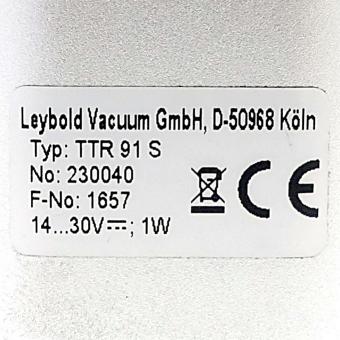 Leybold Vacuum GmbH, D-50968 Köln
Typ: TTR 91 S
No: 230040
F-No: 1657
14...30V⎓; 1W
CE